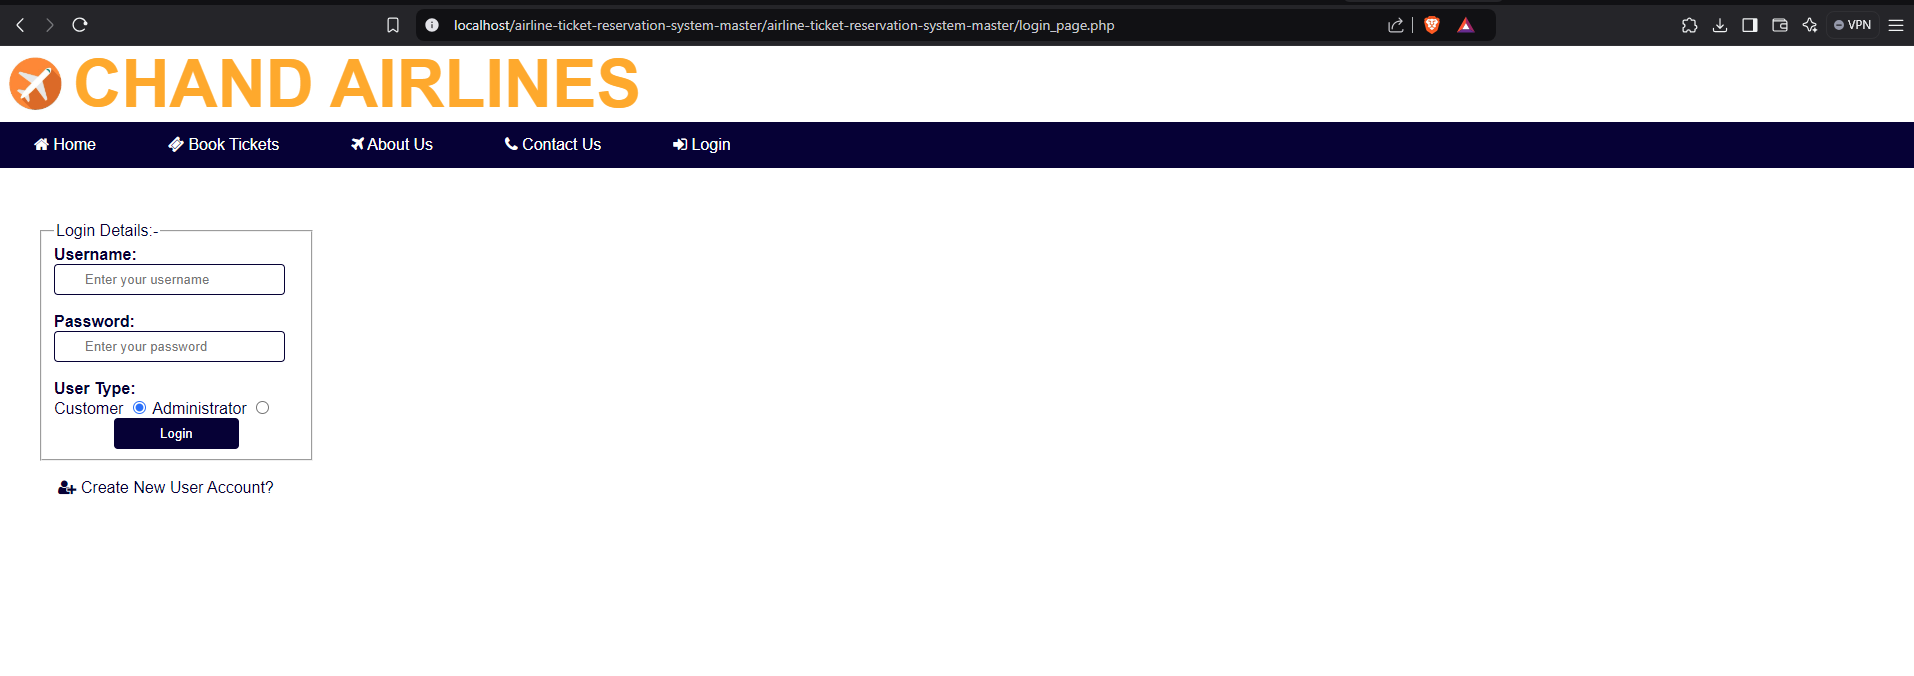 localhost/airline-ticket-reservation-system-master/airline-ticket-reservation-system-master/login_page.php
VPN
CHAND AIRLINES
Home Book Tickets About Us Contact Us Login
Login Details:-
Username:
Enter your username
Password:
Enter your password
User Type:
Customer Administrator
Login
Create New User Account?